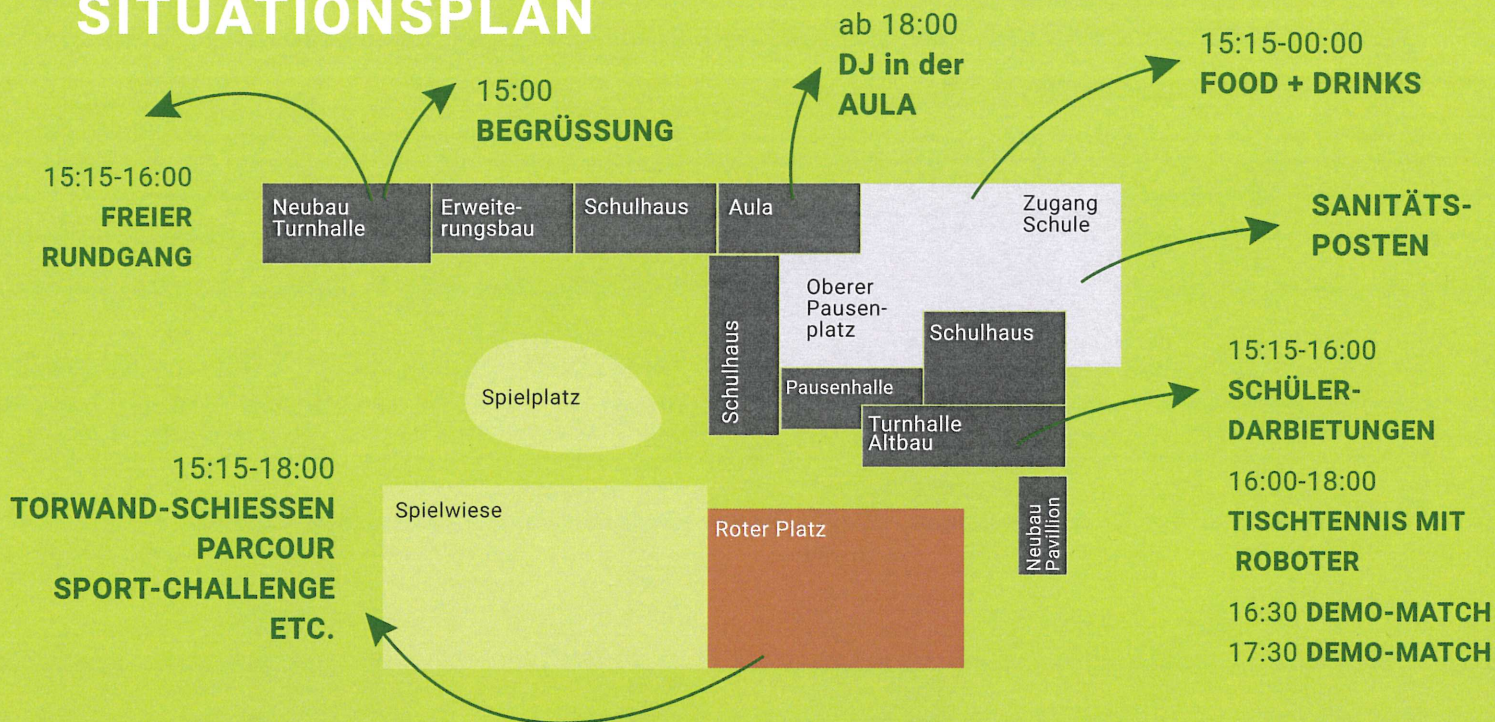 SITUATIONSPLAN
ab 18:00
DJ in der
AULA
15:15-00:00
FOOD + DRINKS
15:00
BEGRÜSSUNG
15:15-16:00
FREIER
RUNDGANG
Neubau
Turnhalle
Erweite-
rungsbau
Schulhaus
Aula
Zugang
Schule
SANITÄTS-
POSTEN
Oberer
Pausen-
platz
Schulhaus
Schulhaus
Pausenhalle
Turnhalle
Altbau
Spielplatz
15:15-16:00
SCHÜLER-
DARBIETUNGEN
16:00-18:00
TISCHTENNIS MIT
ROBOTER
16:30 DEMO-MATCH
17:30 DEMO-MATCH
15:15-18:00
TORWAND-SCHIESSEN
PARCOUR
SPORT-CHALLENGE
ETC.
Spielwiese
Roter Platz
Neubau
Pavillion